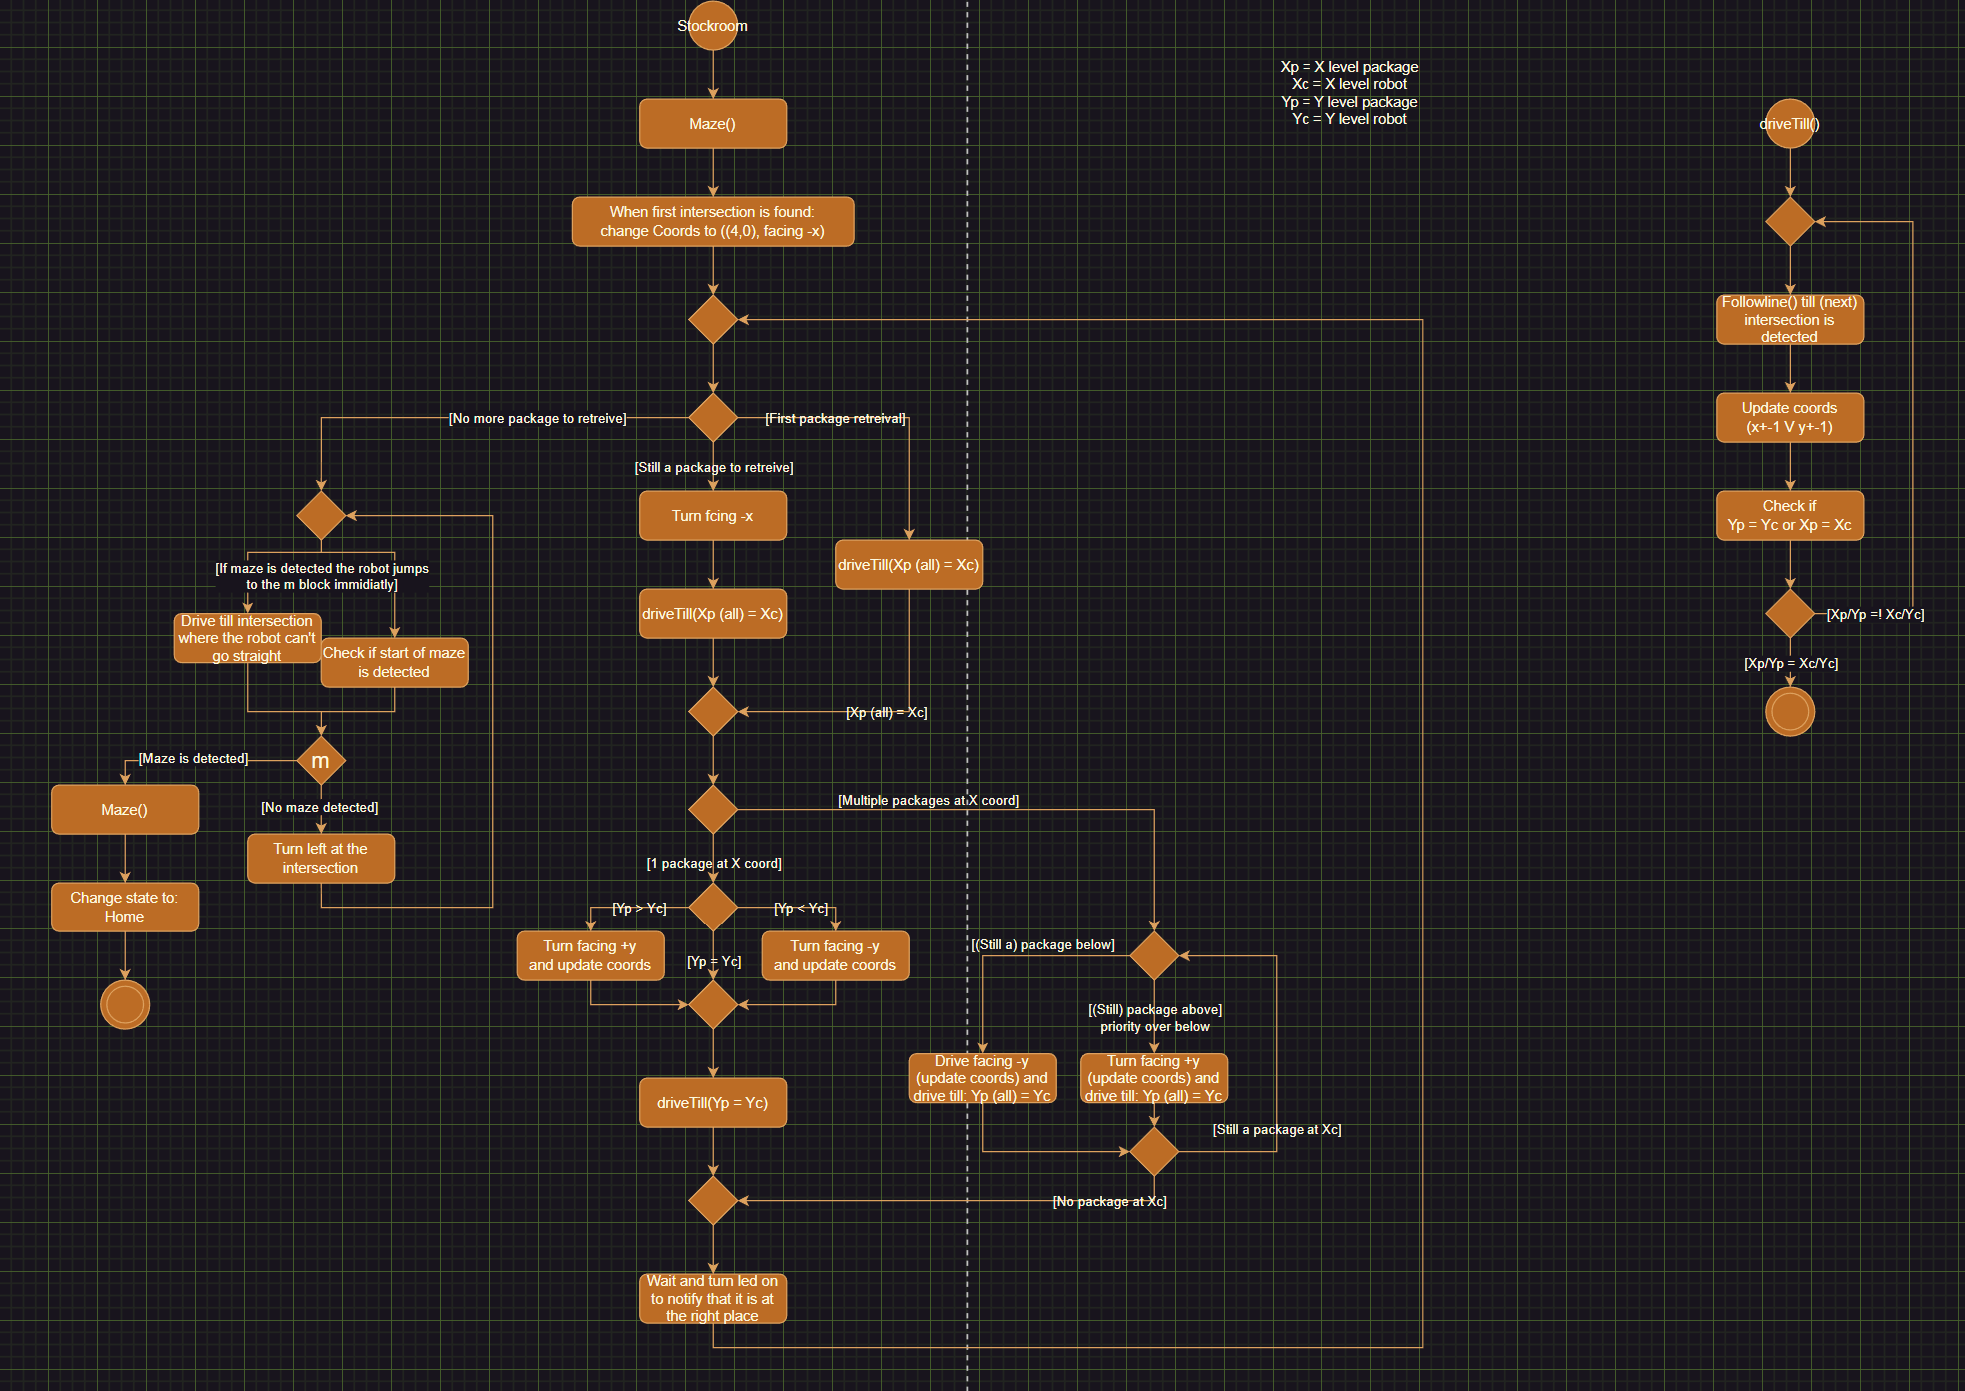 Stockroom
Xp = X level package
Xc = X level robot
Yp = Y level package
Yc = Y level robot
Maze()
driveTill()
When first intersection is found:
change Coords to ((4,0), facing -x)
Followline() till (next)
intersection is
detected
Update coords
(x+-1 V y+-1)
[No more package to retreive]
[First package retreival]
[Still a package to retreive]
Turn fcing -x
Check if
Yp = Yc or Xp = Xc
[If maze is detected the robot jumps
to the m block immidiatly]
driveTill(Xp (all) = Xc)
driveTill(Xp (all) = Xc)
Drive till intersection
where the robot can't
go straight
Check if start of maze
is detected
[Xp/Yp =! Xc/Yc]
[Xp/Yp = Xc/Yc]
[Xp (all) = Xc]
[Maze is detected]
m
Maze()
[No maze detected]
[Multiple packages at X coord]
Turn left at the
intersection
[1 package at X coord]
Change state to:
Home
[Yp > Yc]
[Yp < Yc]
Turn facing +y
and update coords
[Yp = Yc]
Turn facing -y
and update coords
[(Still a) package below]
[(Still) package above]
priority over below
Drive facing -y
(update coords) and
drive till: Yp (all) = Yc
Turn facing +y
(update coords) and
drive till: Yp (all) = Yc
driveTill(Yp = Yc)
[Still a package at Xc]
[No package at Xc]
Wait and turn led on
to notify that it is at
the right place